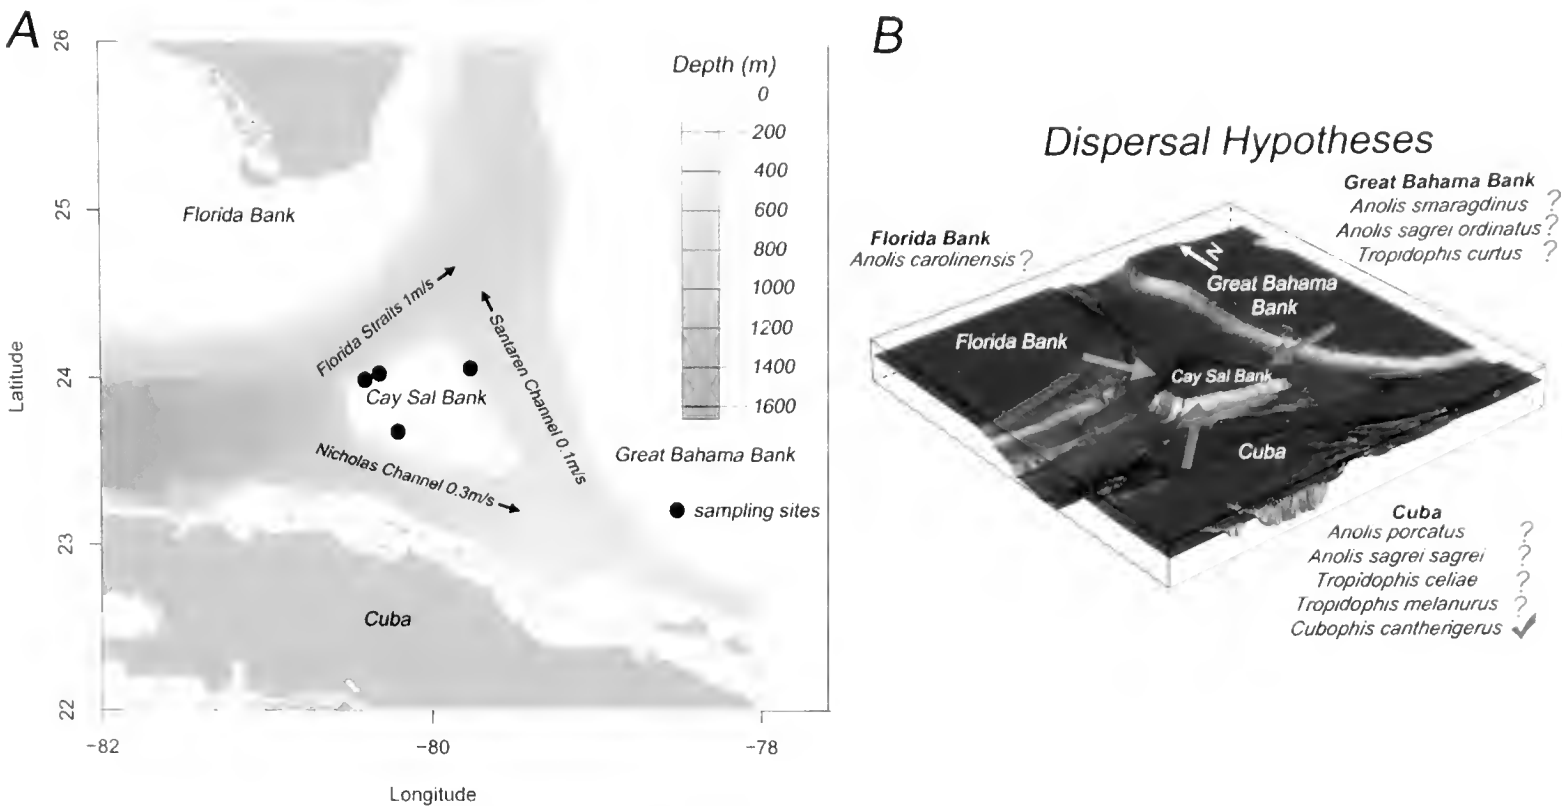 A
26
25
24
23
22
Latitude
-82
-80
-78
Longitude
Florida Bank
Florida Straits 1m/s
Santaren Channel 0.1m/s
Cay Sal Bank
Nicholas Channel 0.3m/s
Cuba
Great Bahama Bank
sampling sites
Depth (m)
0
200
400
600
800
1000
1200
1400
1600
B
Dispersal Hypotheses
Great Bahama Bank
Anolis smaragdinus ?
Anolis sagrei ordinatus ?
Tropidophis curtus ?
Florida Bank
Anolis carolinensis ?
N
Great Bahama
Bank
Florida Bank
Cay Sal Bank
Cuba
Cuba
Anolis porcatus ?
Anolis sagrei sagrei ?
Tropidophis celiae ?
Tropidophis melanurus ?
Cubophis cantherigerus ✓